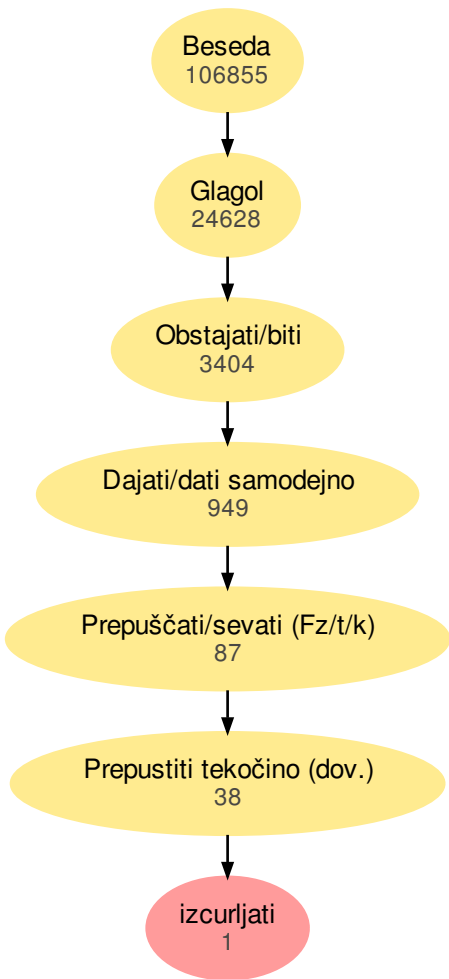 Beseda
106855
Glagol
24628
Obstajati/biti
3404
Dajati/dati samodejno
949
Prepuščati/sevati (Fz/t/k)
87
Prepustiti tekočino (dov.)
38
izcurljati
1